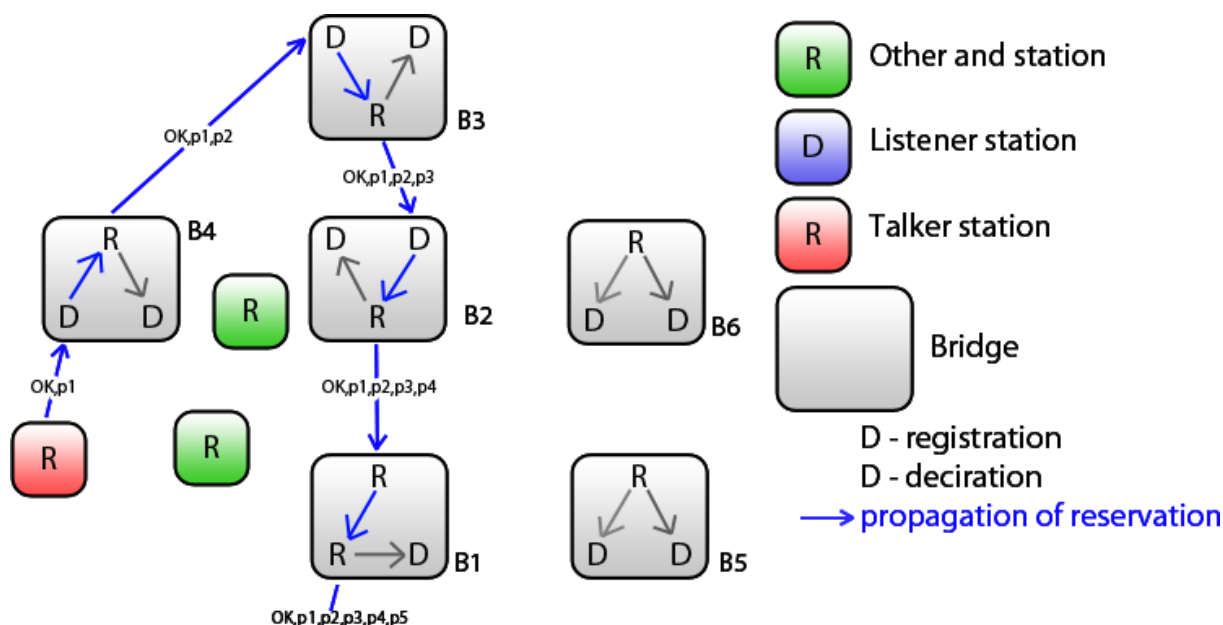 D D
R
B3
OK,p1,p2
OK,p1,p2,p3
R
D D
B4
R
D D
R
B2
R
D D
B6
OK,p1
OK,p1,p2,p3,p4
R
R
R
R D
B1
R
D D
B5
OK,p1,p2,p3,p4,p5
R Other and station
D Listener station
R Talker station
Bridge
D - registration
D - deciration
propagation of reservation